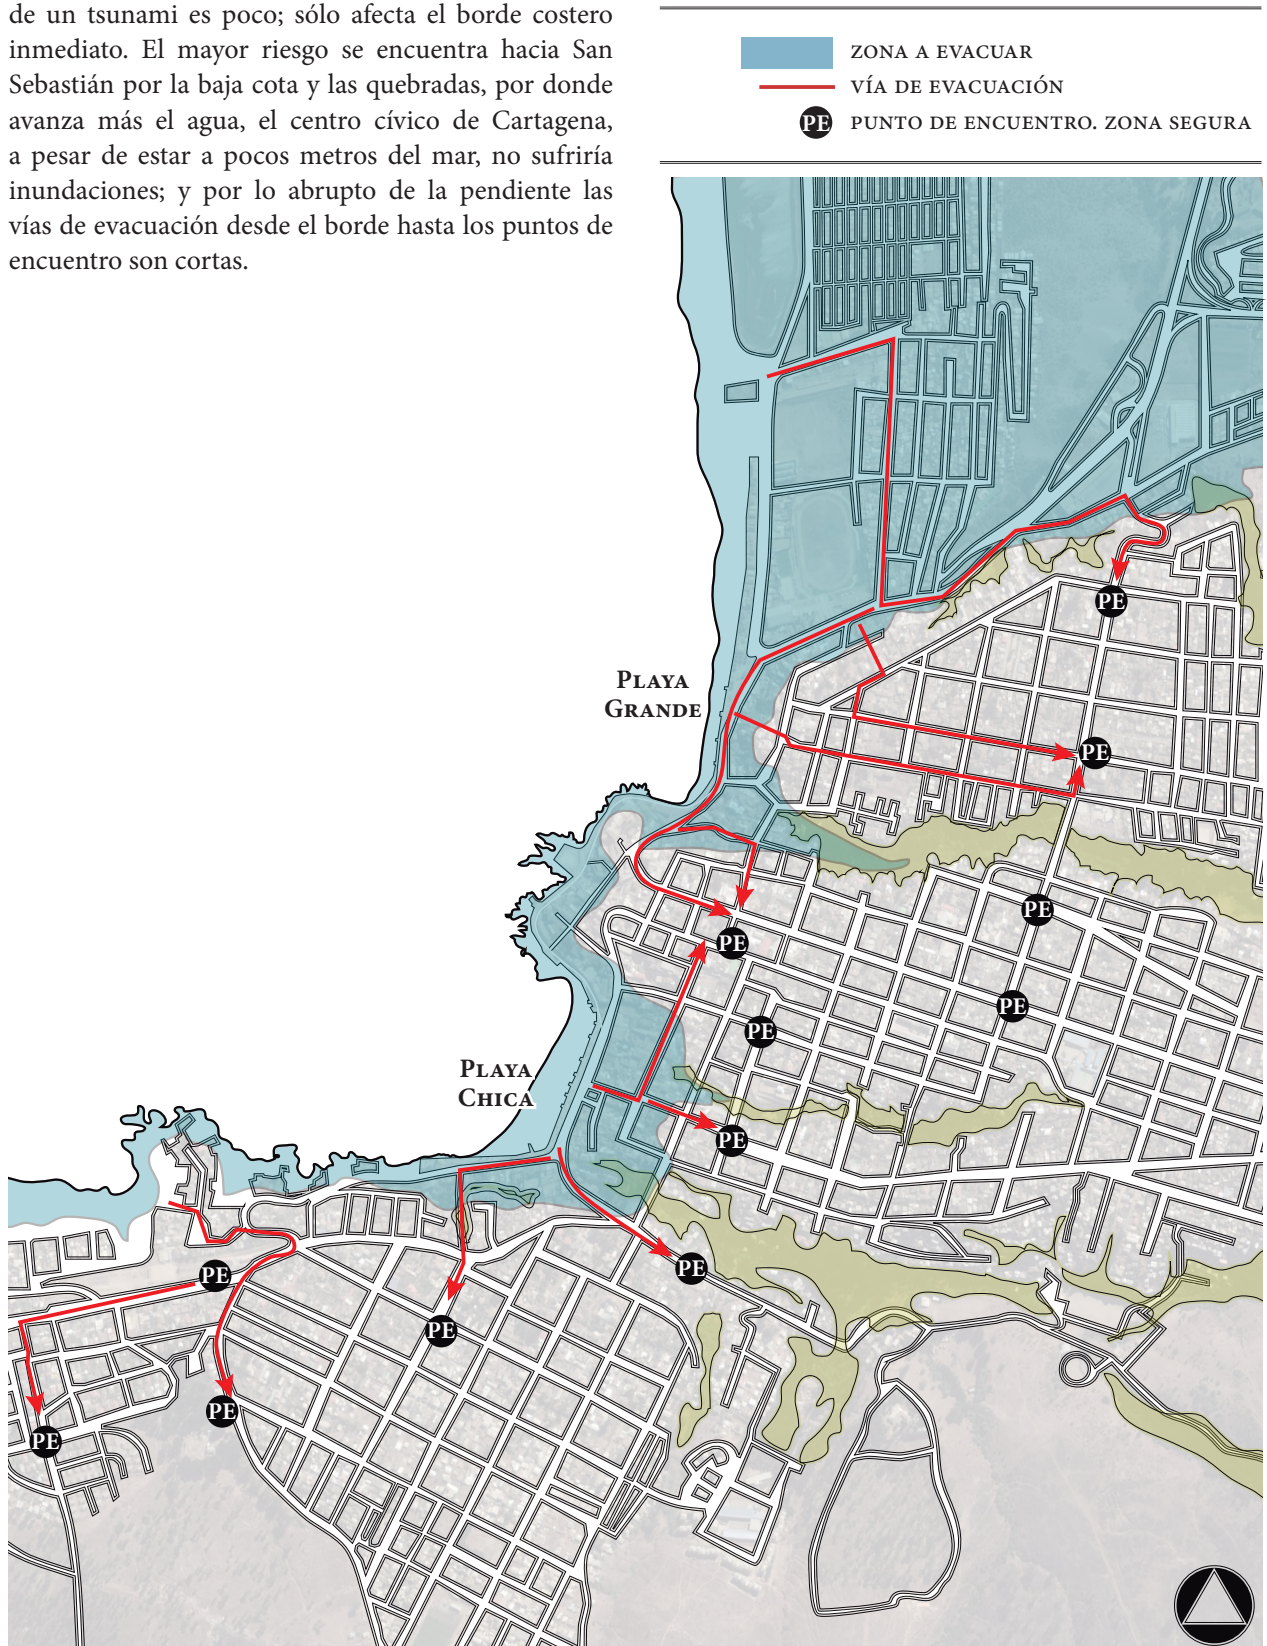 de un tsunami es poco; sólo afecta el borde costero
inmediato. El mayor riesgo se encuentra hacia San
Sebastián por la baja cota y las quebradas, por donde
avanza más el agua, el centro cívico de Cartagena,
a pesar de estar a pocos metros del mar, no sufriría
inundaciones; y por lo abrupto de la pendiente las
vías de evacuación desde el borde hasta los puntos de
encuentro son cortas.
ZONA A EVACUAR
VÍA DE EVACUACIÓN
PE PUNTO DE ENCUENTRO. ZONA SEGURA
PE
PLAYA
GRANDE
PE
PE
PE
PE
PE
PLAYA
CHICA
PE
PE
PE
PE
PE
PE